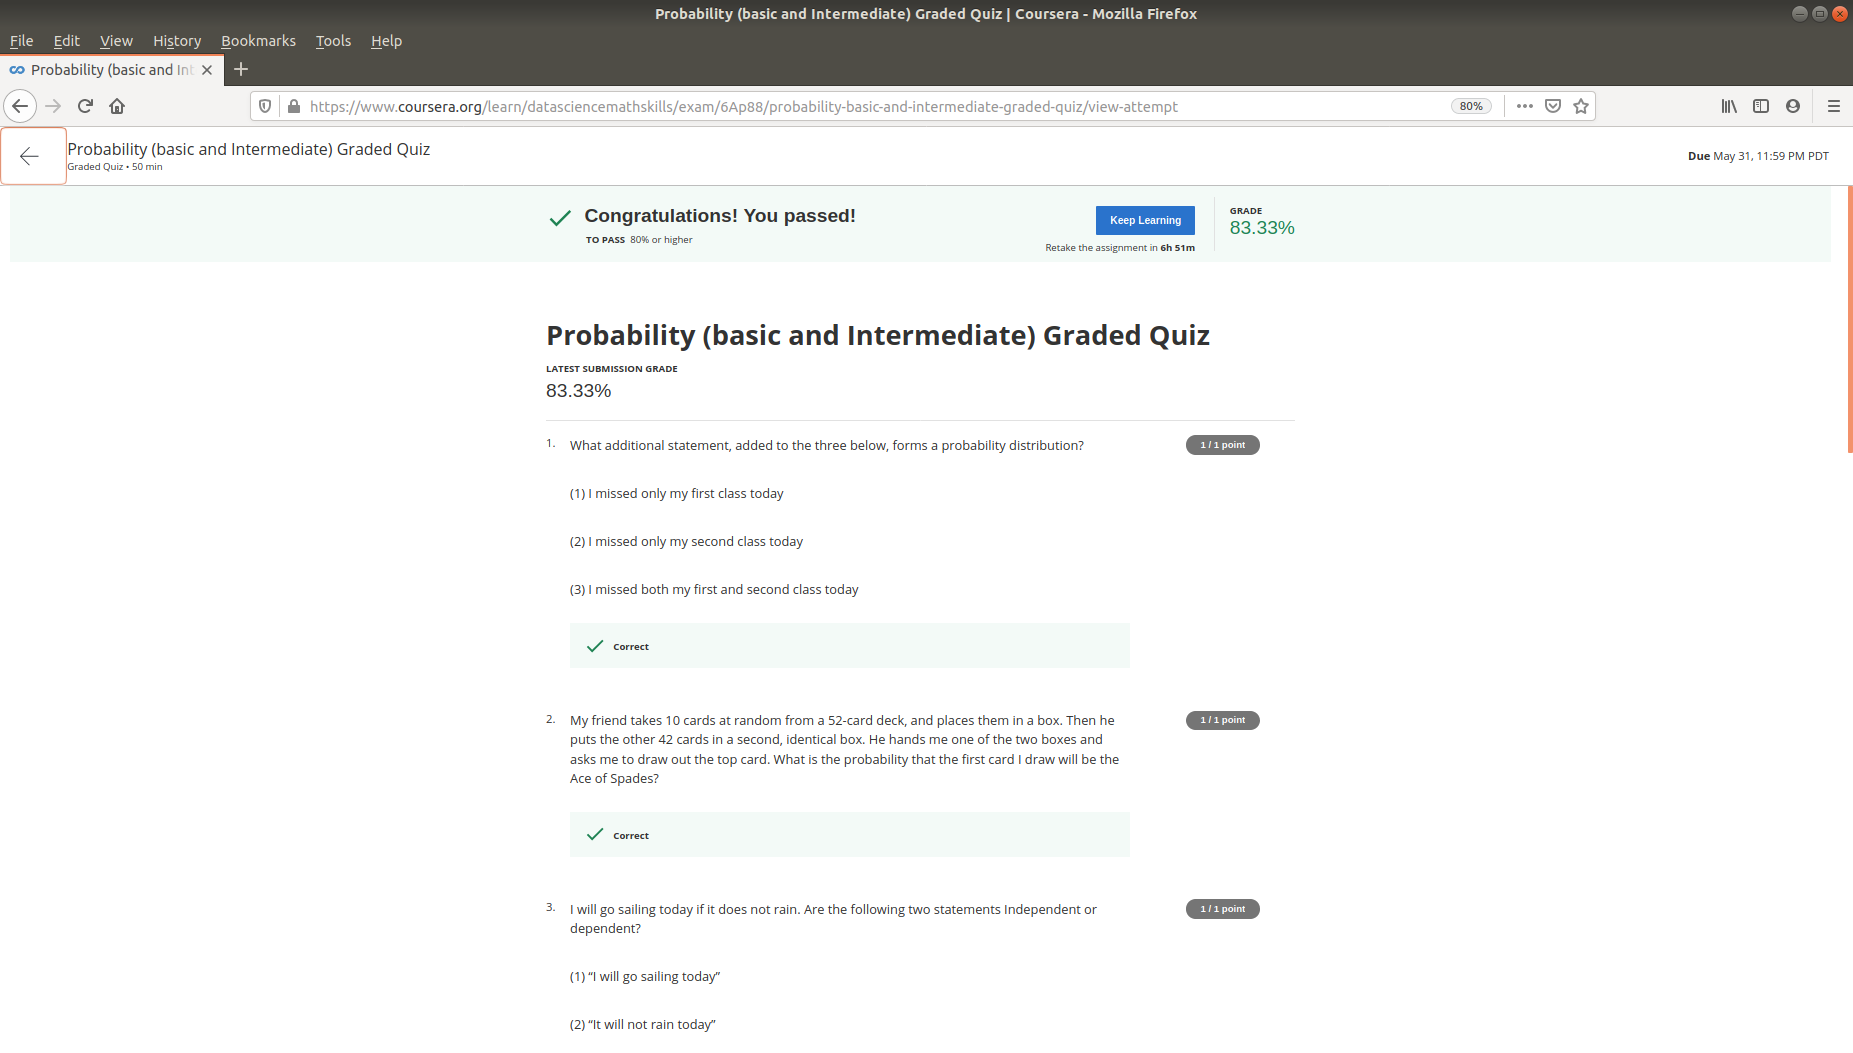 Probability (basic and Intermediate) Graded Quiz | Coursera - Mozilla Firefox
File Edit View History Bookmarks Tools Help
Probability (basic and Int
https://www.coursera.org/learn/datasciencemathskills/exam/6Ap88/probability-basic-and-intermediate-graded-quiz/view-attempt
80%
Probability (basic and Intermediate) Graded Quiz
Graded Quiz • 50 min
Due May 31, 11:59 PM PDT
Congratulations! You passed!
TO PASS 80% or higher
Keep Learning
Retake the assignment in 6h 51m
GRADE
83.33%
Probability (basic and Intermediate) Graded Quiz
LATEST SUBMISSION GRADE
83.33%
1. What additional statement, added to the three below, forms a probability distribution?
1 / 1 point
(1) I missed only my first class today
(2) I missed only my second class today
(3) I missed both my first and second class today
Correct
2. My friend takes 10 cards at random from a 52-card deck, and places them in a box. Then he
1 / 1 point
puts the other 42 cards in a second, identical box. He hands me one of the two boxes and
asks me to draw out the top card. What is the probability that the first card I draw will be the
Ace of Spades?
Correct
3. I will go sailing today if it does not rain. Are the following two statements Independent or
1 / 1 point
dependent?
(1) “I will go sailing today”
(2) “It will not rain today”